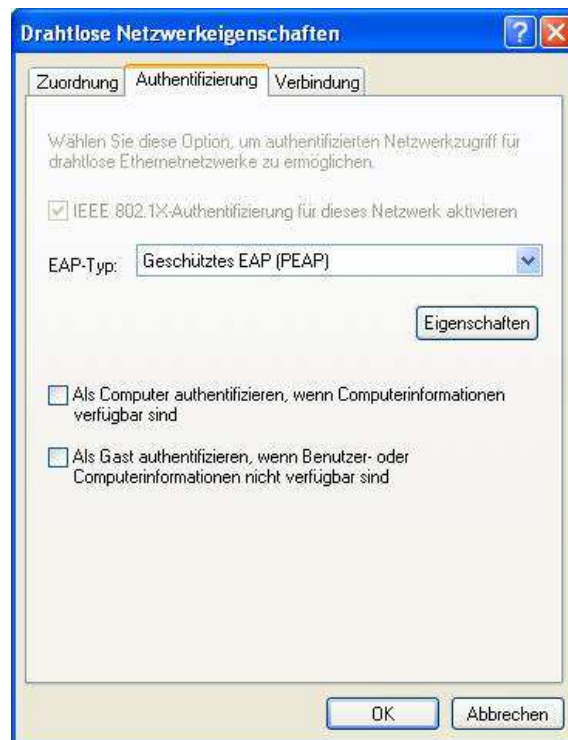 Drahtlose Netzwerkeigenschaften
Zuordnung Authentifizierung Verbindung
Wählen Sie diese Option, um authentifizierten Netzwerkzugriff für
drahtlose Ethernetnetzwerke zu ermöglichen.
IEEE 802.1X-Authentifizierung für dieses Netzwerk aktivieren
EAP-Typ: Geschütztes EAP (PEAP)
Eigenschaften
Als Computer authentifizieren, wenn Computerinformationen
verfügbar sind
Als Gast authentifizieren, wenn Benutzer- oder
Computerinformationen nicht verfügbar sind
OK Abbrechen